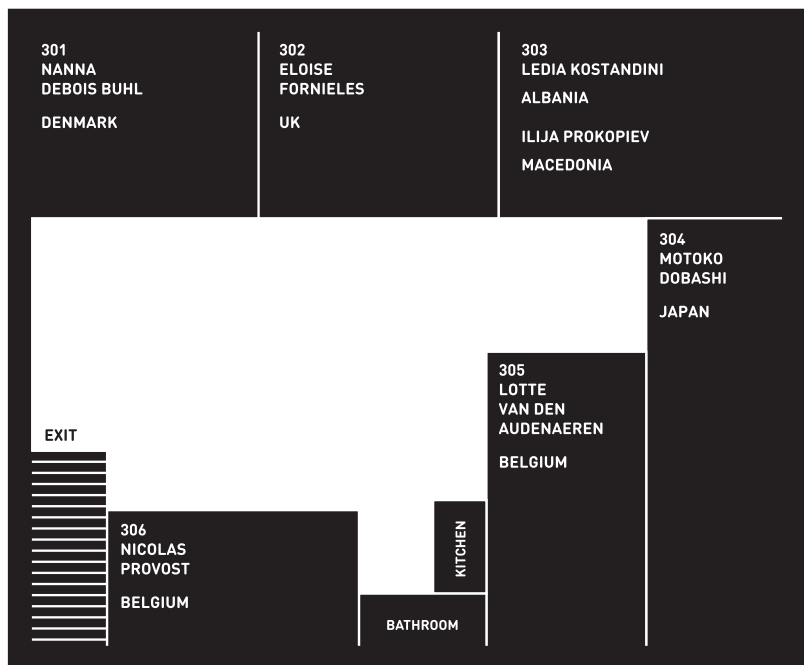 301
NANNA
DEBOIS BUHL
DENMARK
302
ELOISE
FORNIELES
UK
303
LEDIA KOSTANDINI
ALBANIA
ILIJA PROKOPIEV
MACEDONIA
304
MOTOKO
DOBASHI
JAPAN
305
LOTTE
VAN DEN
AUDENAEREN
BELGIUM
EXIT
306
NICOLAS
PROVOST
BELGIUM
KITCHEN
BATHROOM